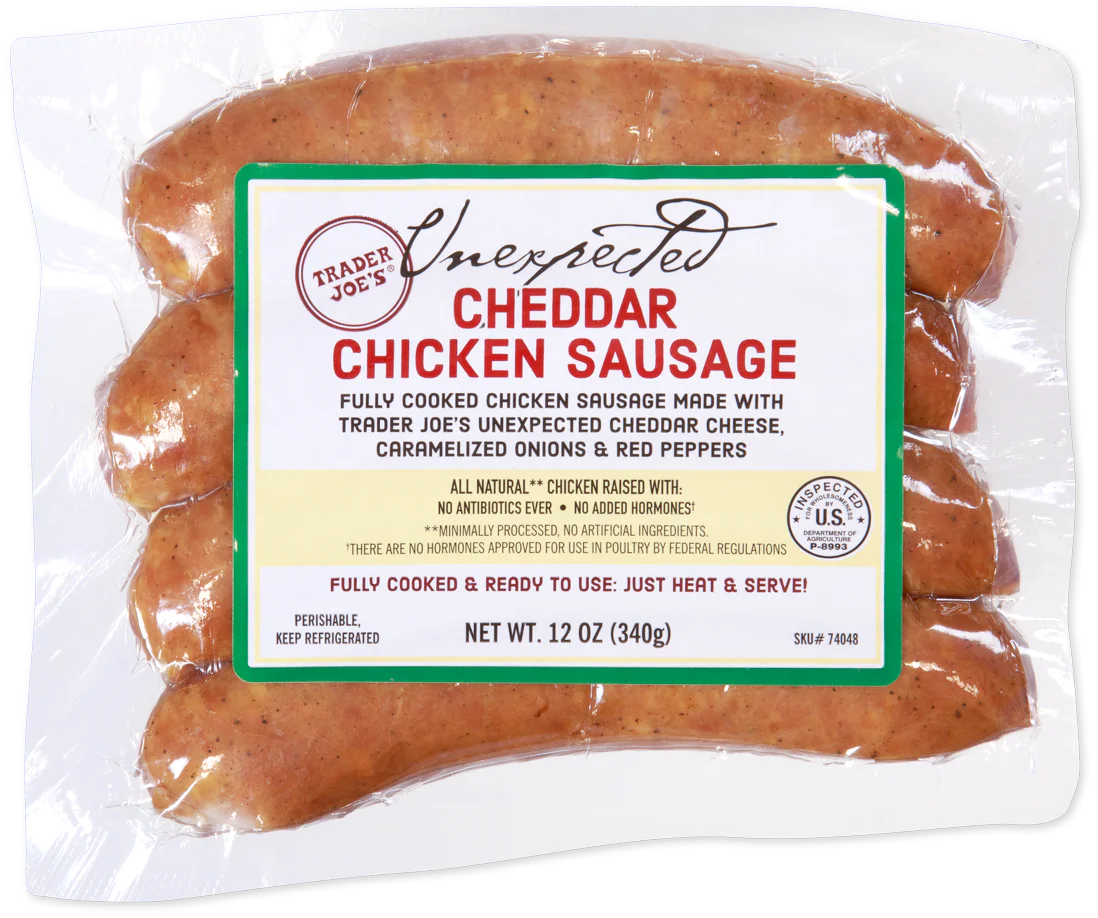 TRADER
JOE'S®
Unexpected
CHEDDAR
CHICKEN SAUSAGE
FULLY COOKED CHICKEN SAUSAGE MADE WITH
TRADER JOE'S UNEXPECTED CHEDDAR CHEESE,
CARAMELIZED ONIONS & RED PEPPERS
ALL NATURAL** CHICKEN RAISED WITH:
NO ANTIBIOTICS EVER • NO ADDED HORMONES†
**MINIMALLY PROCESSED, NO ARTIFICIAL INGREDIENTS.
†THERE ARE NO HORMONES APPROVED FOR USE IN POULTRY BY FEDERAL REGULATIONS
INSPECTED
FOR WHOLESOMENESS
BY
U.S.
DEPARTMENT OF
AGRICULTURE
P-8993
FULLY COOKED & READY TO USE: JUST HEAT & SERVE!
PERISHABLE,
KEEP REFRIGERATED
NET WT. 12 OZ (340g)
SKU# 74048